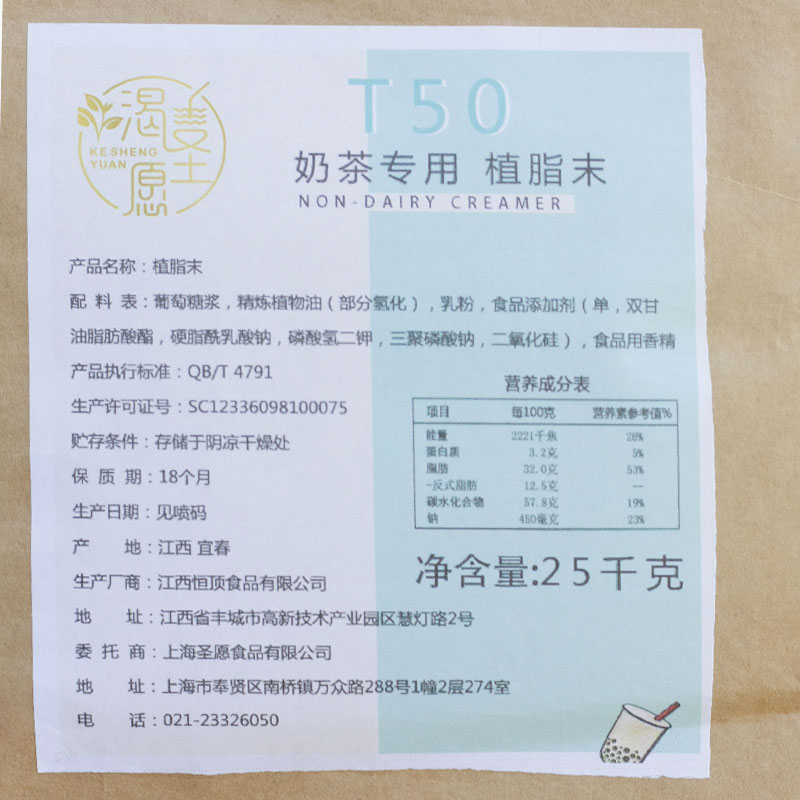 渴聖愿
KE SHENG
YUAN
T50
奶茶专用 植脂末
NON-DAIRY CREAMER
产品名称：植脂末
配料表：葡萄糖浆，精炼植物油（部分氢化），乳粉，食品添加剂（单，双甘
油脂肪酸酯，硬脂酰乳酸钠，磷酸氢二钾，三聚磷酸钠，二氧化硅），食品用香精
产品执行标准：QB/T 4791
生产许可证号：SC12336098100075
贮存条件：存储于阴凉干燥处
保质期：18个月
生产日期：见喷码
产地：江西 宜春
生产厂商：江西恒顶食品有限公司
地址：江西省丰城市高新技术产业园区慧灯路2号
委托商：上海圣愿食品有限公司
地址：上海市奉贤区南桥镇万众路288号1幢2层274室
电话：021-23326050
营养成分表
项目 每100克 营养素参考值%
能量 2221千焦 26%
蛋白质 3.2克 5%
脂肪 32.0克 53%
-反式脂肪 12.5克 --
碳水化合物 57.8克 19%
钠 450毫克 23%
净含量:25千克